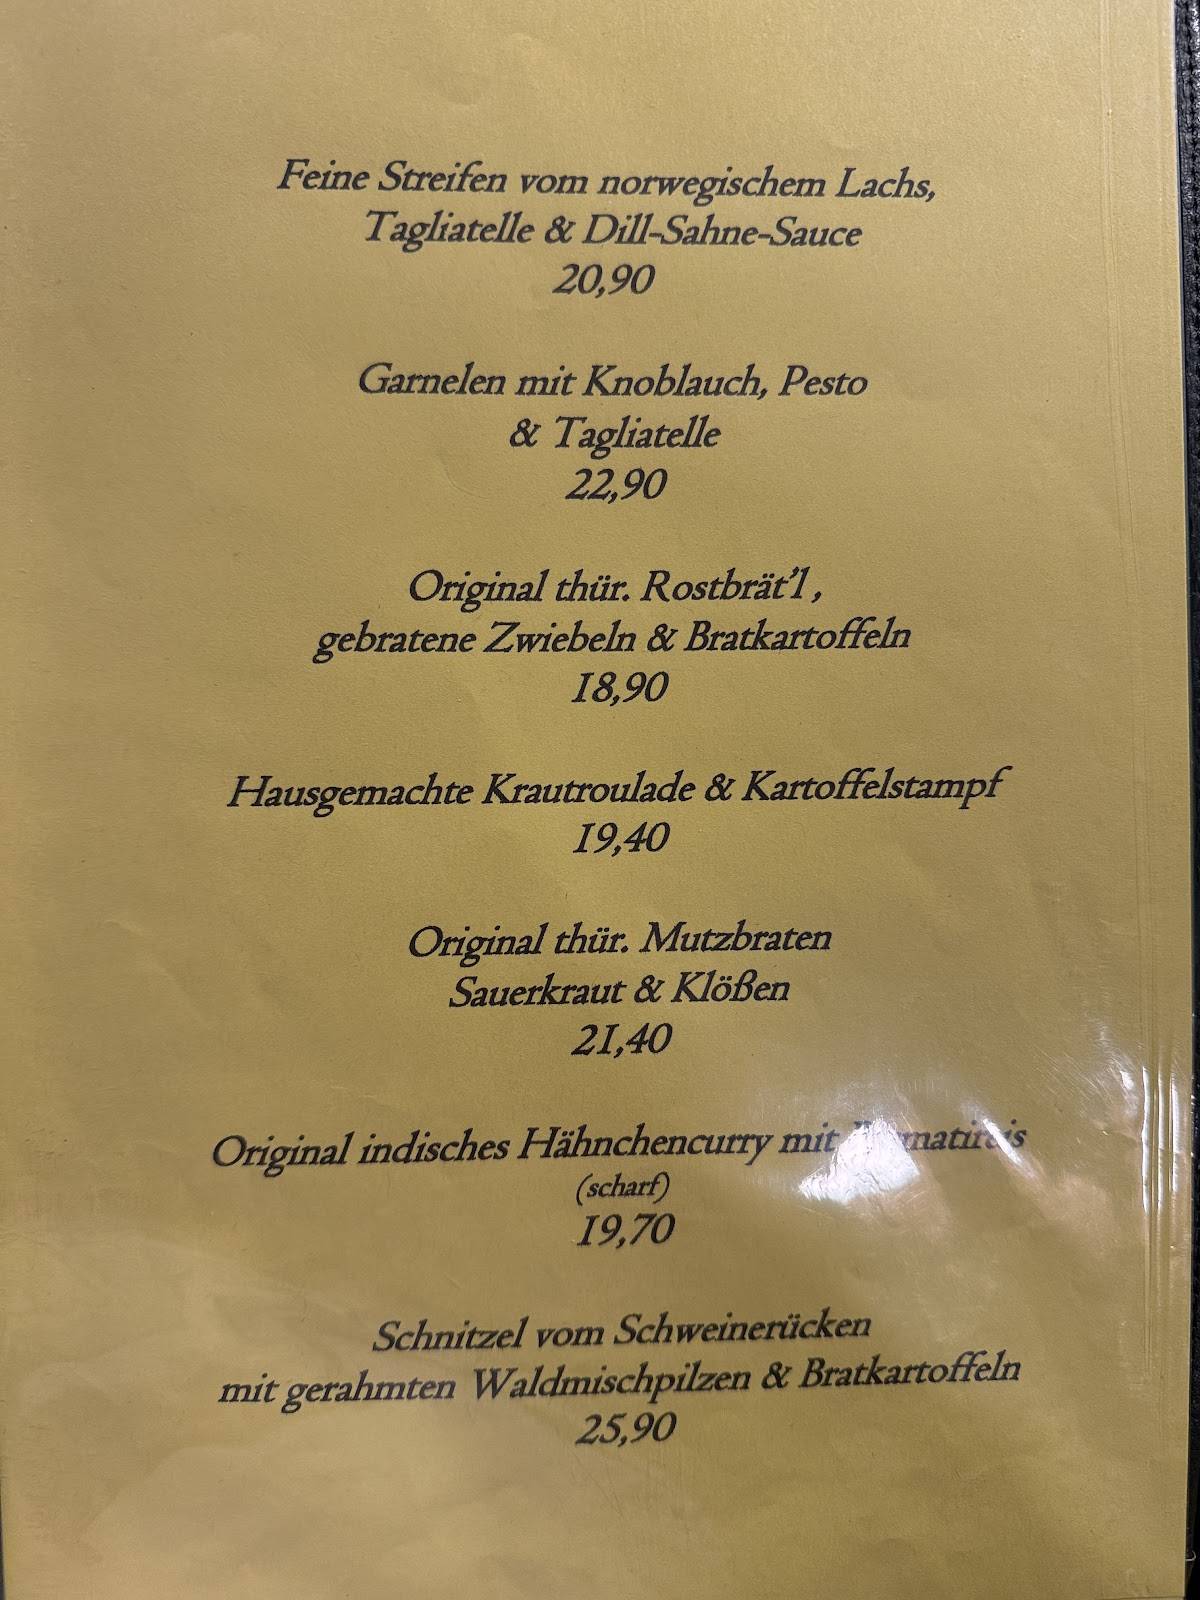 Feine Streifen vom norwegischem Lachs,
Tagliatelle & Dill-Sahne-Sauce
20,90
Garnelen mit Knoblauch, Pesto
& Tagliatelle
22,90
Original thür. Rostbrät'l,
gebratene Zwiebeln & Bratkartoffeln
18,90
Hausgemachte Krautroulade & Kartoffelstampf
19,40
Original thür. Mutzbraten
Sauerkraut & Klößen
21,40
Original indisches Hähnchencurry mit
(scharf)
19,70
Schnitzel vom Schweinerücken
mit gerahmten Waldmischpilzen & Bratkartoffeln
25,90